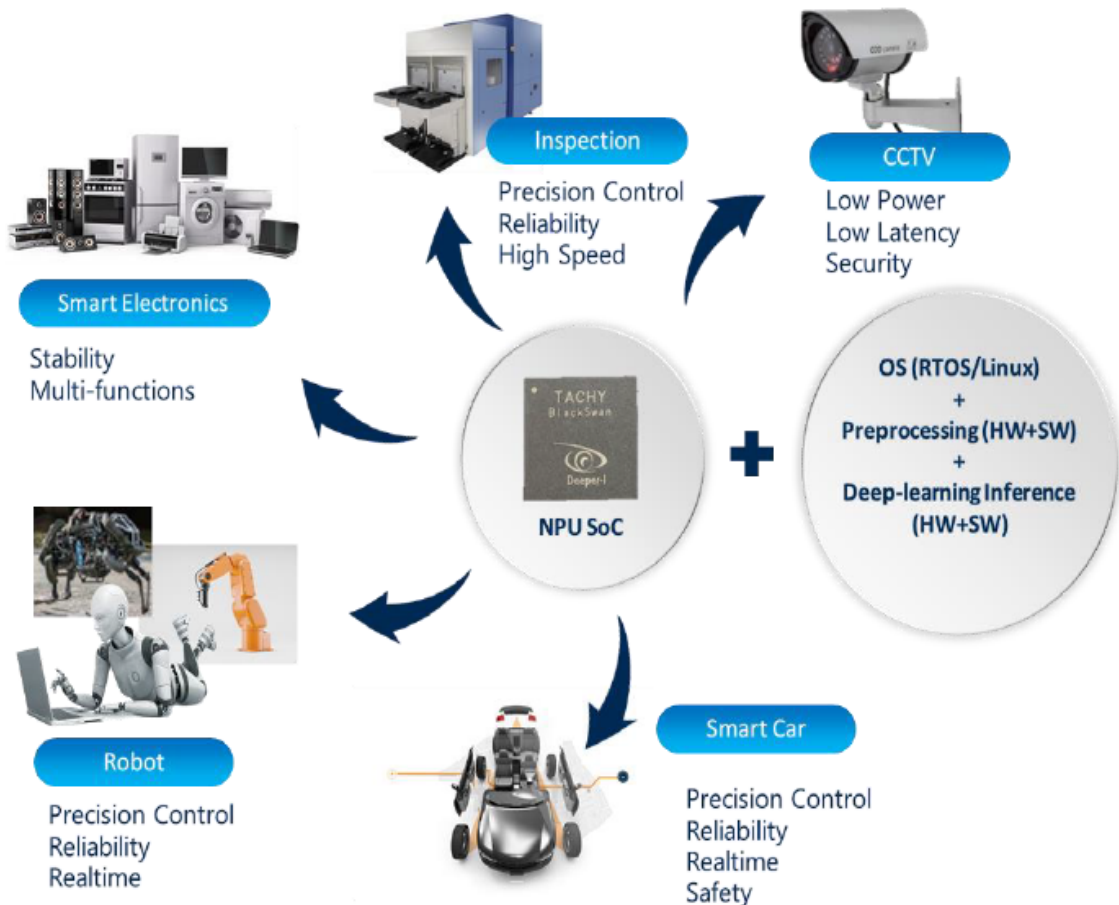 Inspection
Precision Control
Reliability
High Speed
CCTV
Low Power
Low Latency
Security
Smart Electronics
Stability
Multi-functions
TACHY
BlackSwan
Deeper-I
NPU SoC
OS (RTOS/Linux)
+
Preprocessing (HW+SW)
+
Deep-learning Inference
(HW+SW)
Robot
Precision Control
Reliability
Realtime
Smart Car
Precision Control
Reliability
Realtime
Safety